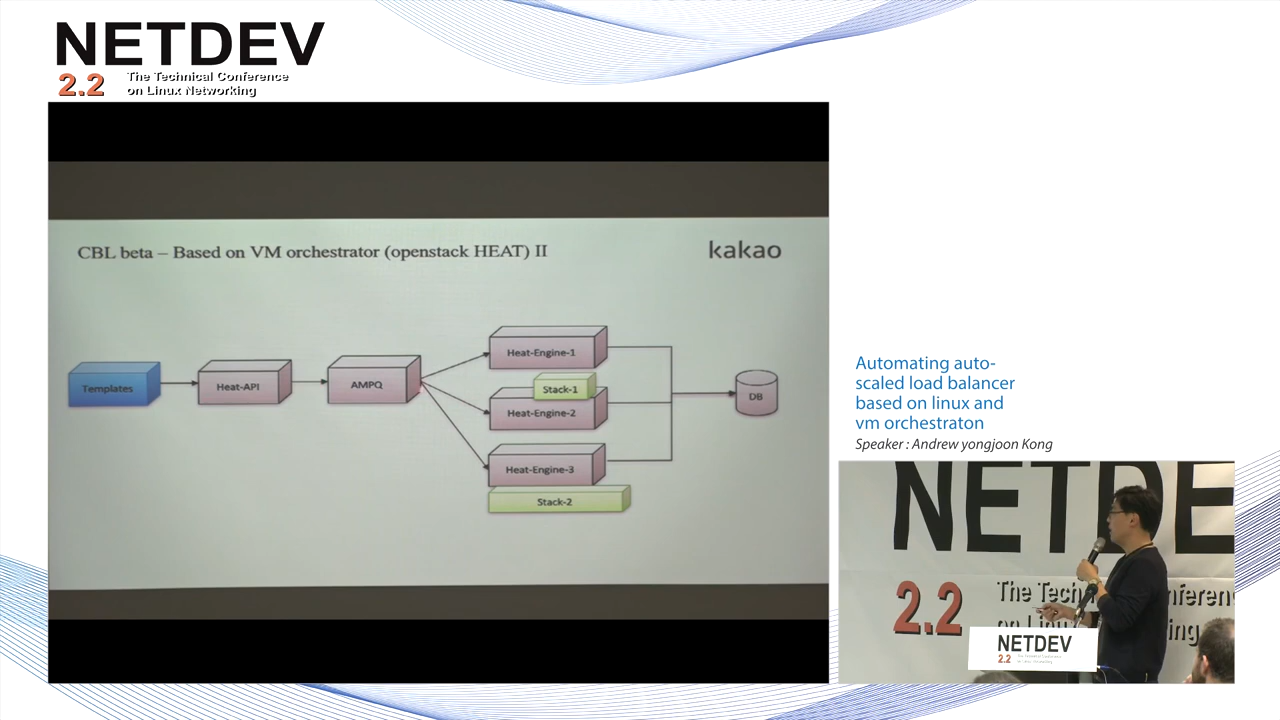 NETDEV
2.2
The Technical Conference
on Linux Networking
CBL beta – Based on VM orchestrator (openstack HEAT) II
kakao
Templates
Heat-API
AMPQ
Heat-Engine-1
Stack-1
Heat-Engine-2
Heat-Engine-3
Stack-2
DB
Automating auto-
scaled load balancer
based on linux and
vm orchestraton
Speaker : Andrew yongjoon Kong
NETDE
2.2
The Tech nferen
on Linu ing
NETDEV
2.2